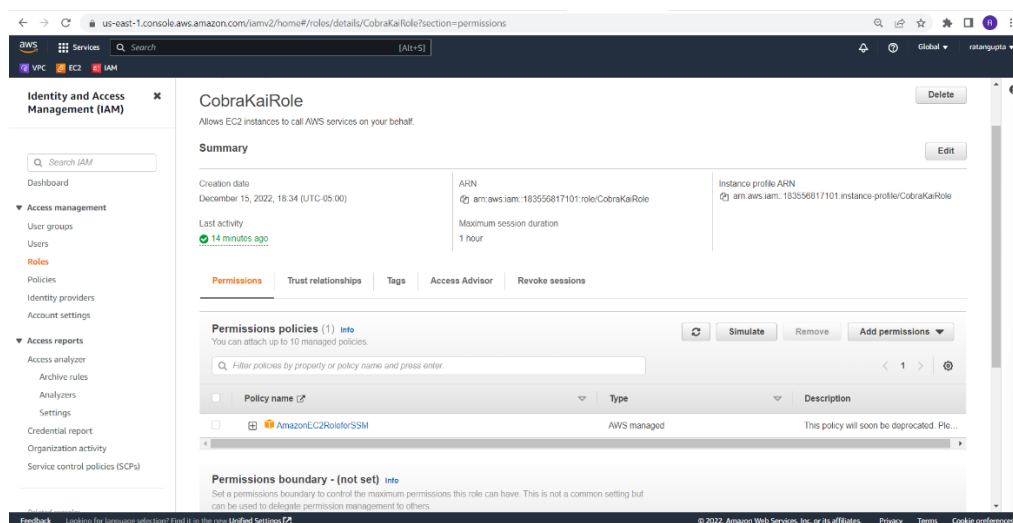 us-east-1.console.aws.amazon.com/iamv2/home#/roles/details/CobraKaiRole?section=permissions
R
aws
Services
Search
[Alt+S]
Global
ratangupta
VPC
EC2
IAM
Identity and Access
Management (IAM)
Search IAM
Dashboard
Access management
User groups
Users
Roles
Policies
Identity providers
Account settings
Access reports
Access analyzer
Archive rules
Analyzers
Settings
Credential report
Organization activity
Service control policies (SCPs)
CobraKaiRole
Delete
Allows EC2 instances to call AWS services on your behalf.
Summary
Edit
Creation date
December 15, 2022, 18:34 (UTC-05:00)
ARN
arn:aws:iam::183556817101:role/CobraKaiRole
Instance profile ARN
arn:aws:iam::183556817101:instance-profile/CobraKaiRole
Last activity
14 minutes ago
Maximum session duration
1 hour
Permissions
Trust relationships
Tags
Access Advisor
Revoke sessions
Permissions policies (1) Info
You can attach up to 10 managed policies.
Simulate
Remove
Add permissions
Filter policies by property or policy name and press enter.
1
Policy name
Type
Description
AmazonEC2RoleforSSM
AWS managed
This policy will soon be deprecated. Ple...
Permissions boundary - (not set) Info
Set a permissions boundary to control the maximum permissions this role can have. This is not a common setting but
can be used to delegate permission management to others
Feedback
Looking for language selection? Find it in the new Unified Settings
© 2022, Amazon Web Services, Inc. or its affiliates.
Privacy
Terms
Cookie preferences